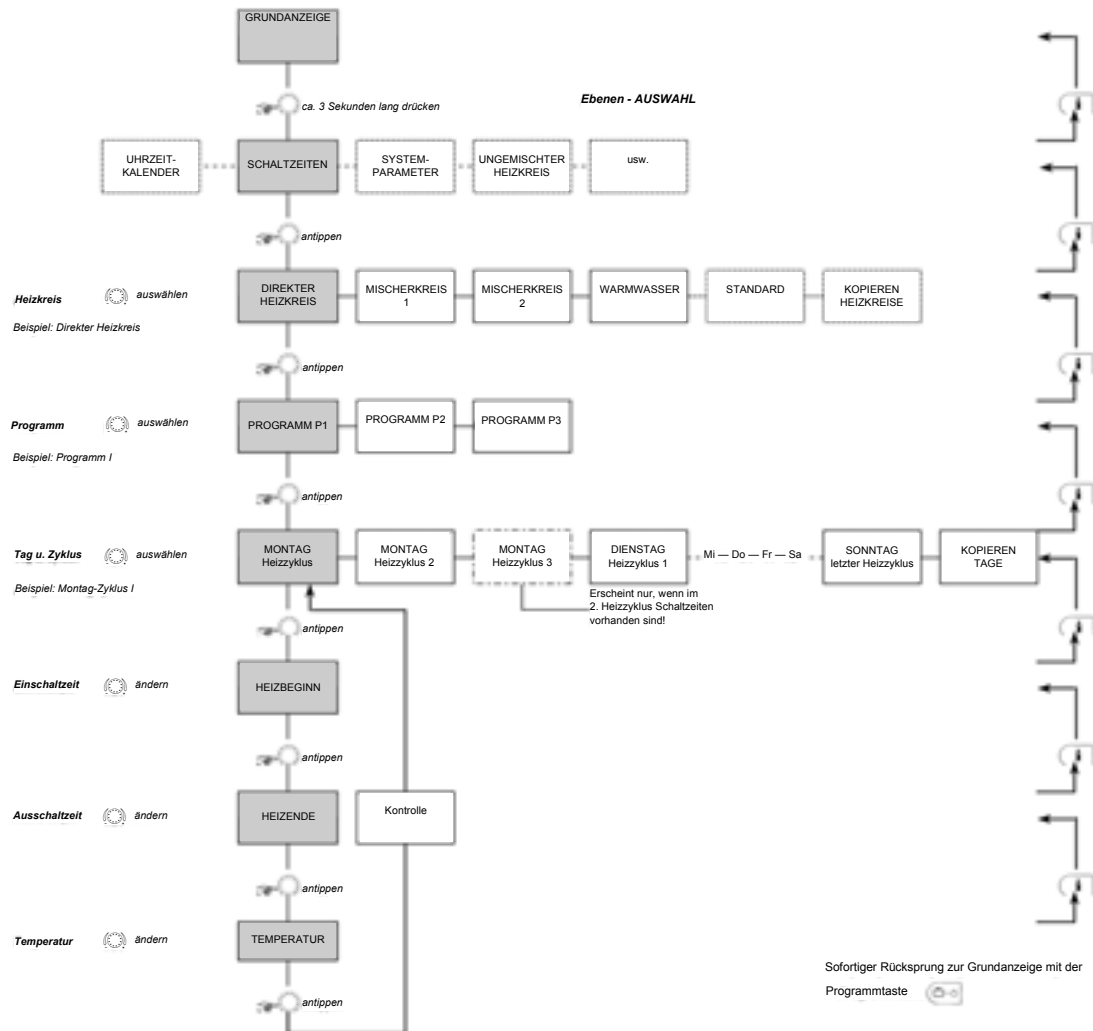 GRUNDANZEIGE
ca. 3 Sekunden lang drücken
Ebenen - AUSWAHL
UHRZEIT-
KALENDER
SCHALTZEITEN
SYSTEM-
PARAMETER
UNGEMISCHTER
HEIZKREIS
usw.
antippen
Heizkreis
auswählen
Beispiel: Direkter Heizkreis
DIREKTER
HEIZKREIS
MISCHERKREIS
1
MISCHERKREIS
2
WARMWASSER
STANDARD
KOPIEREN
HEIZKREISE
antippen
Programm
auswählen
Beispiel: Programm I
PROGRAMM P1
PROGRAMM P2
PROGRAMM P3
antippen
Tag u. Zyklus
auswählen
Beispiel: Montag-Zyklus I
MONTAG
Heizzyklus
MONTAG
Heizzyklus 2
MONTAG
Heizzyklus 3
DIENSTAG
Heizzyklus 1
Mi — Do — Fr — Sa
SONNTAG
letzter Heizzyklus
KOPIEREN
TAGE
Erscheint nur, wenn im
2. Heizzyklus Schaltzeiten
vorhanden sind!
antippen
Einschaltzeit
ändern
HEIZBEGINN
antippen
Ausschaltzeit
ändern
HEIZENDE
Kontrolle
antippen
Temperatur
ändern
TEMPERATUR
antippen
Sofortiger Rücksprung zur Grundanzeige mit der
Programmtaste